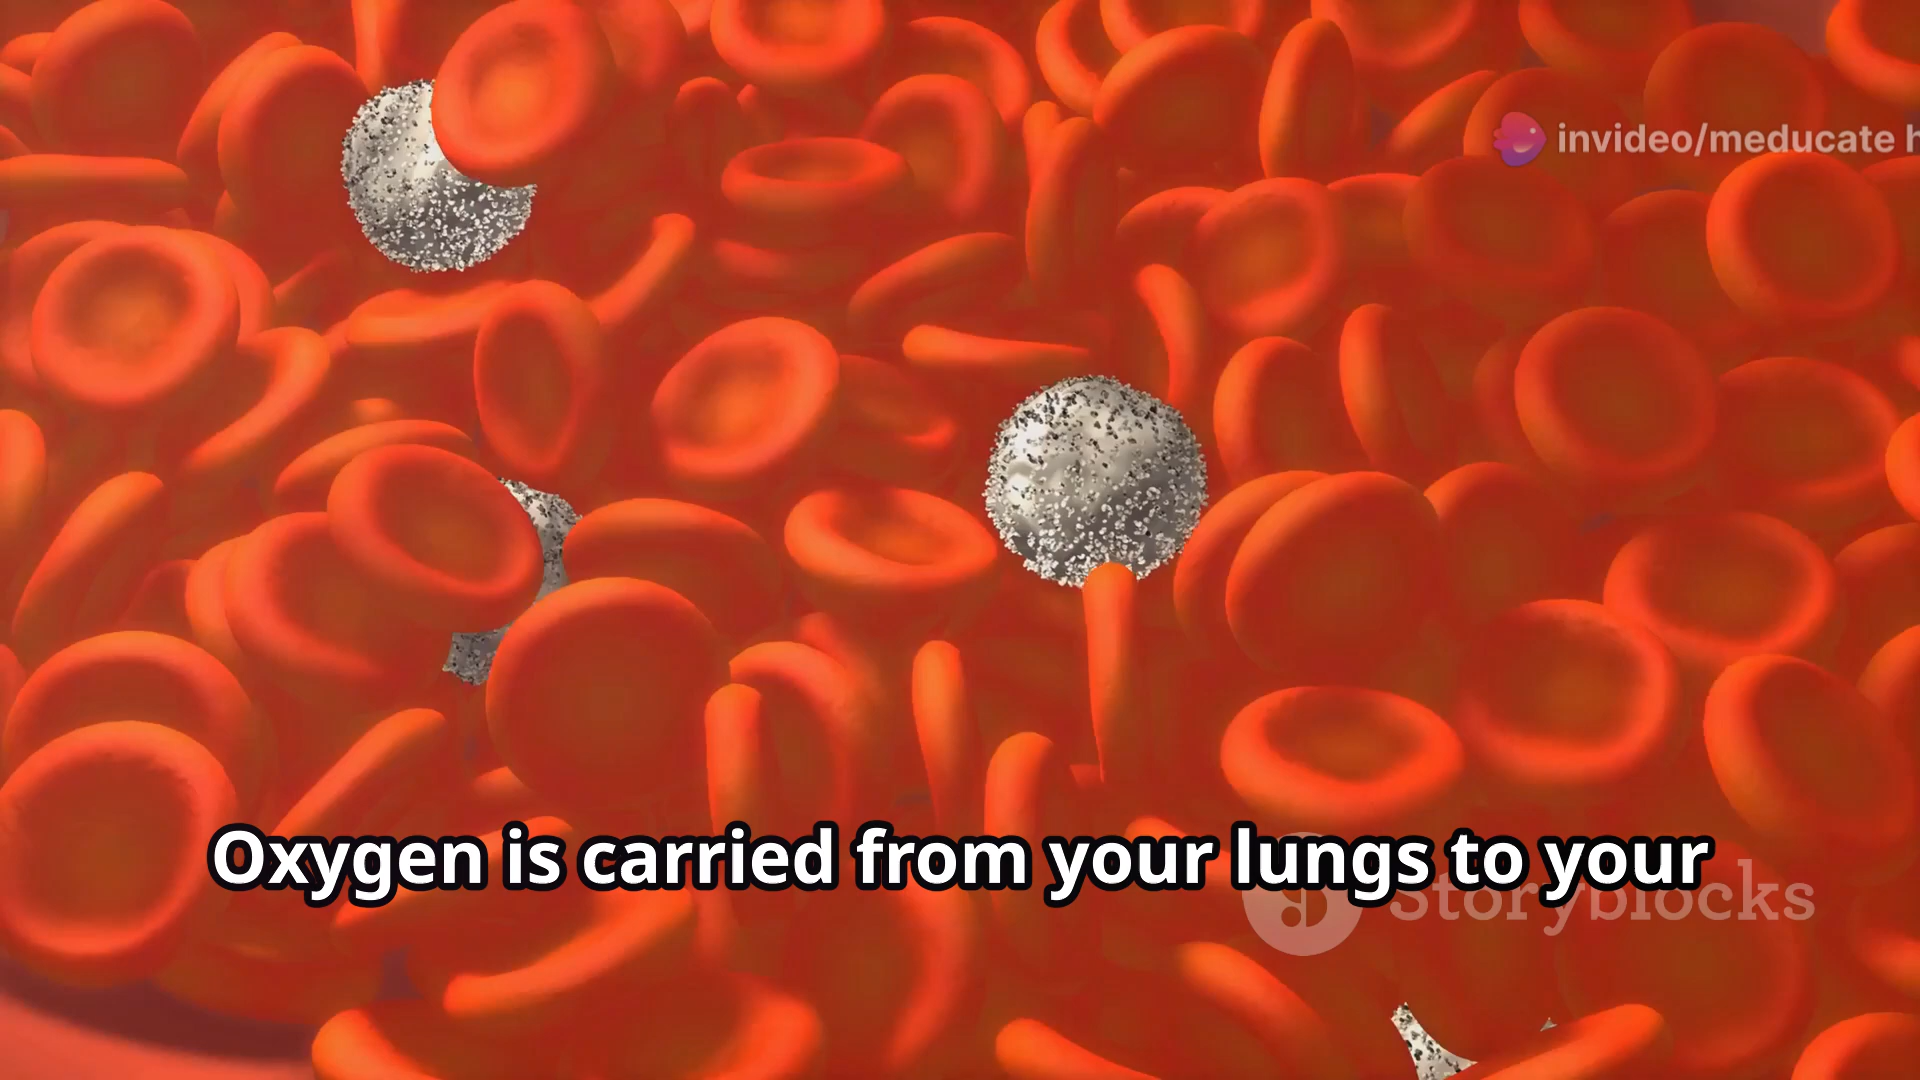 invideo/meducate h
Oxygen is carried from your lungs to your
Storyblocks